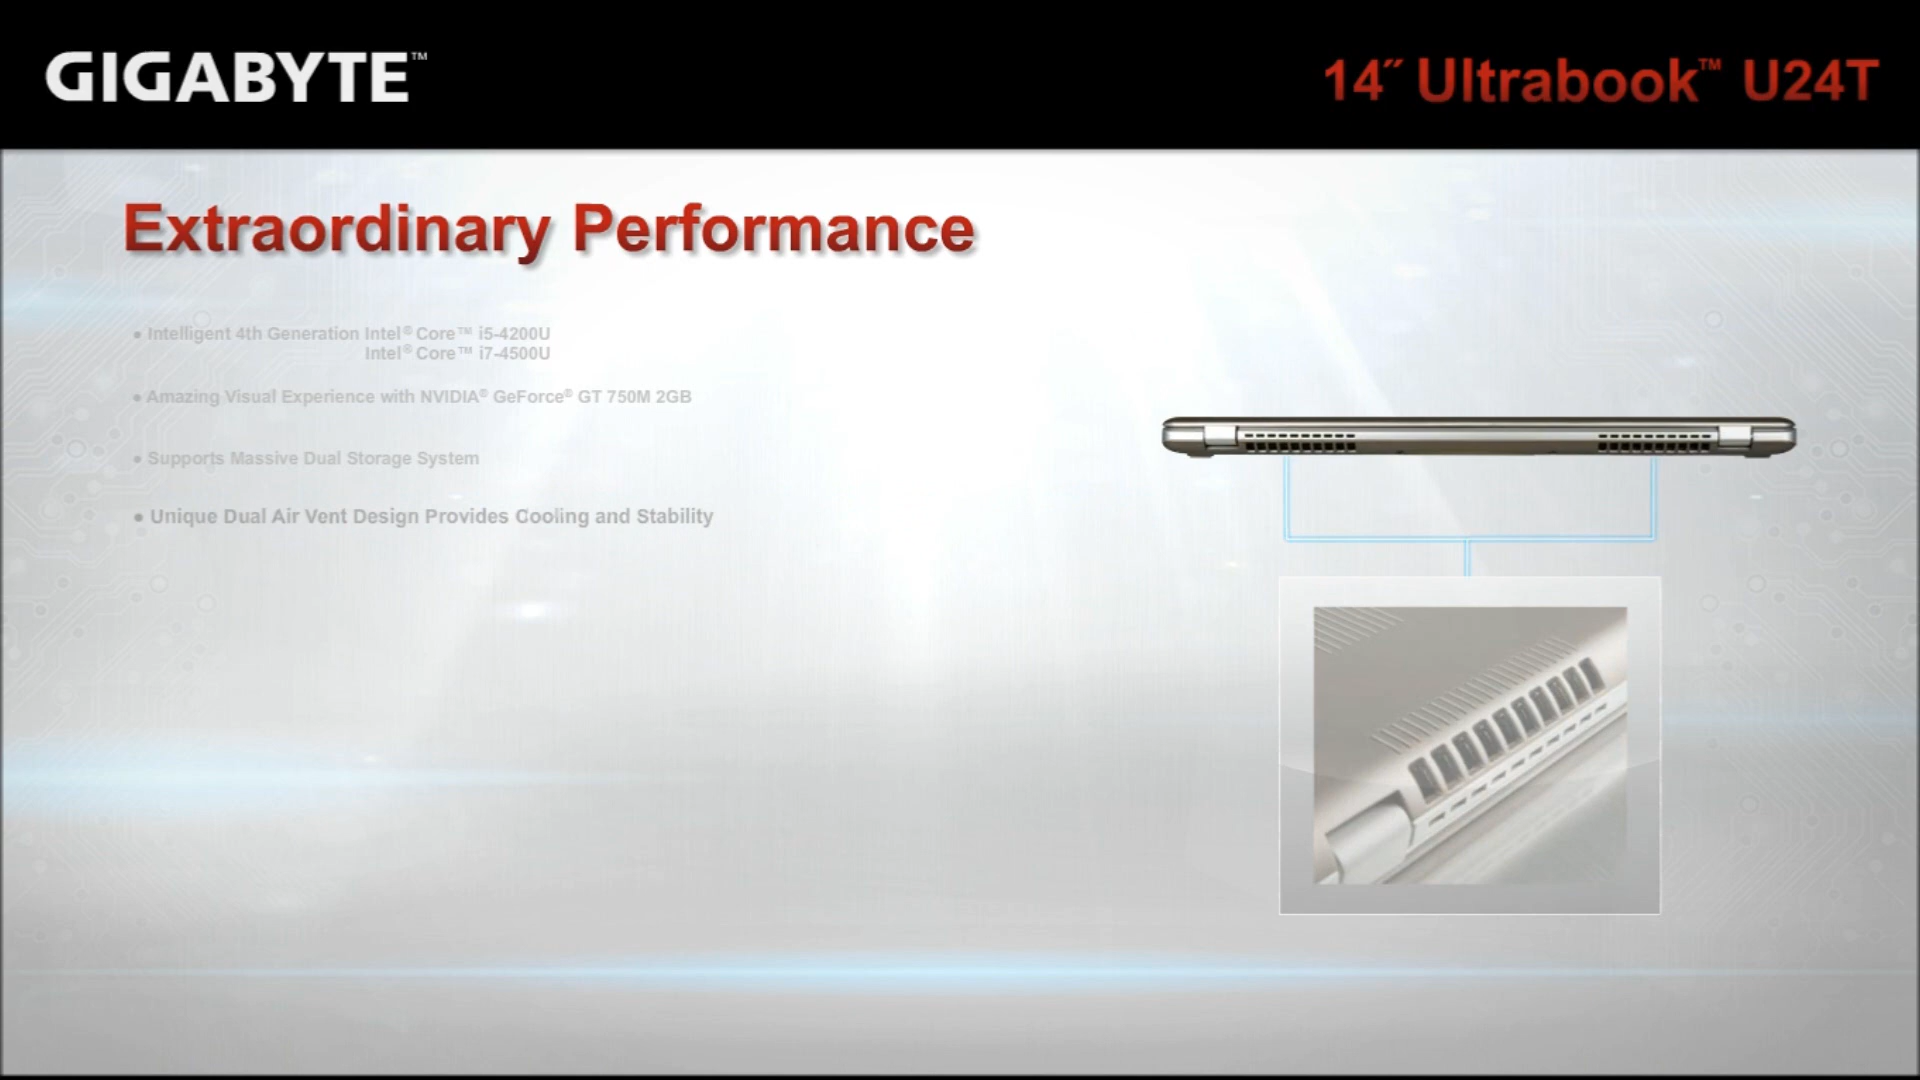 GIGABYTE™
14˝ Ultrabook™ U24T
Extraordinary Performance
• Intelligent 4th Generation Intel® Core™ i5-4200U
Intel® Core™ i7-4500U
• Amazing Visual Experience with NVIDIA® GeForce® GT 750M 2GB
• Supports Massive Dual Storage System
• Unique Dual Air Vent Design Provides Cooling and Stability